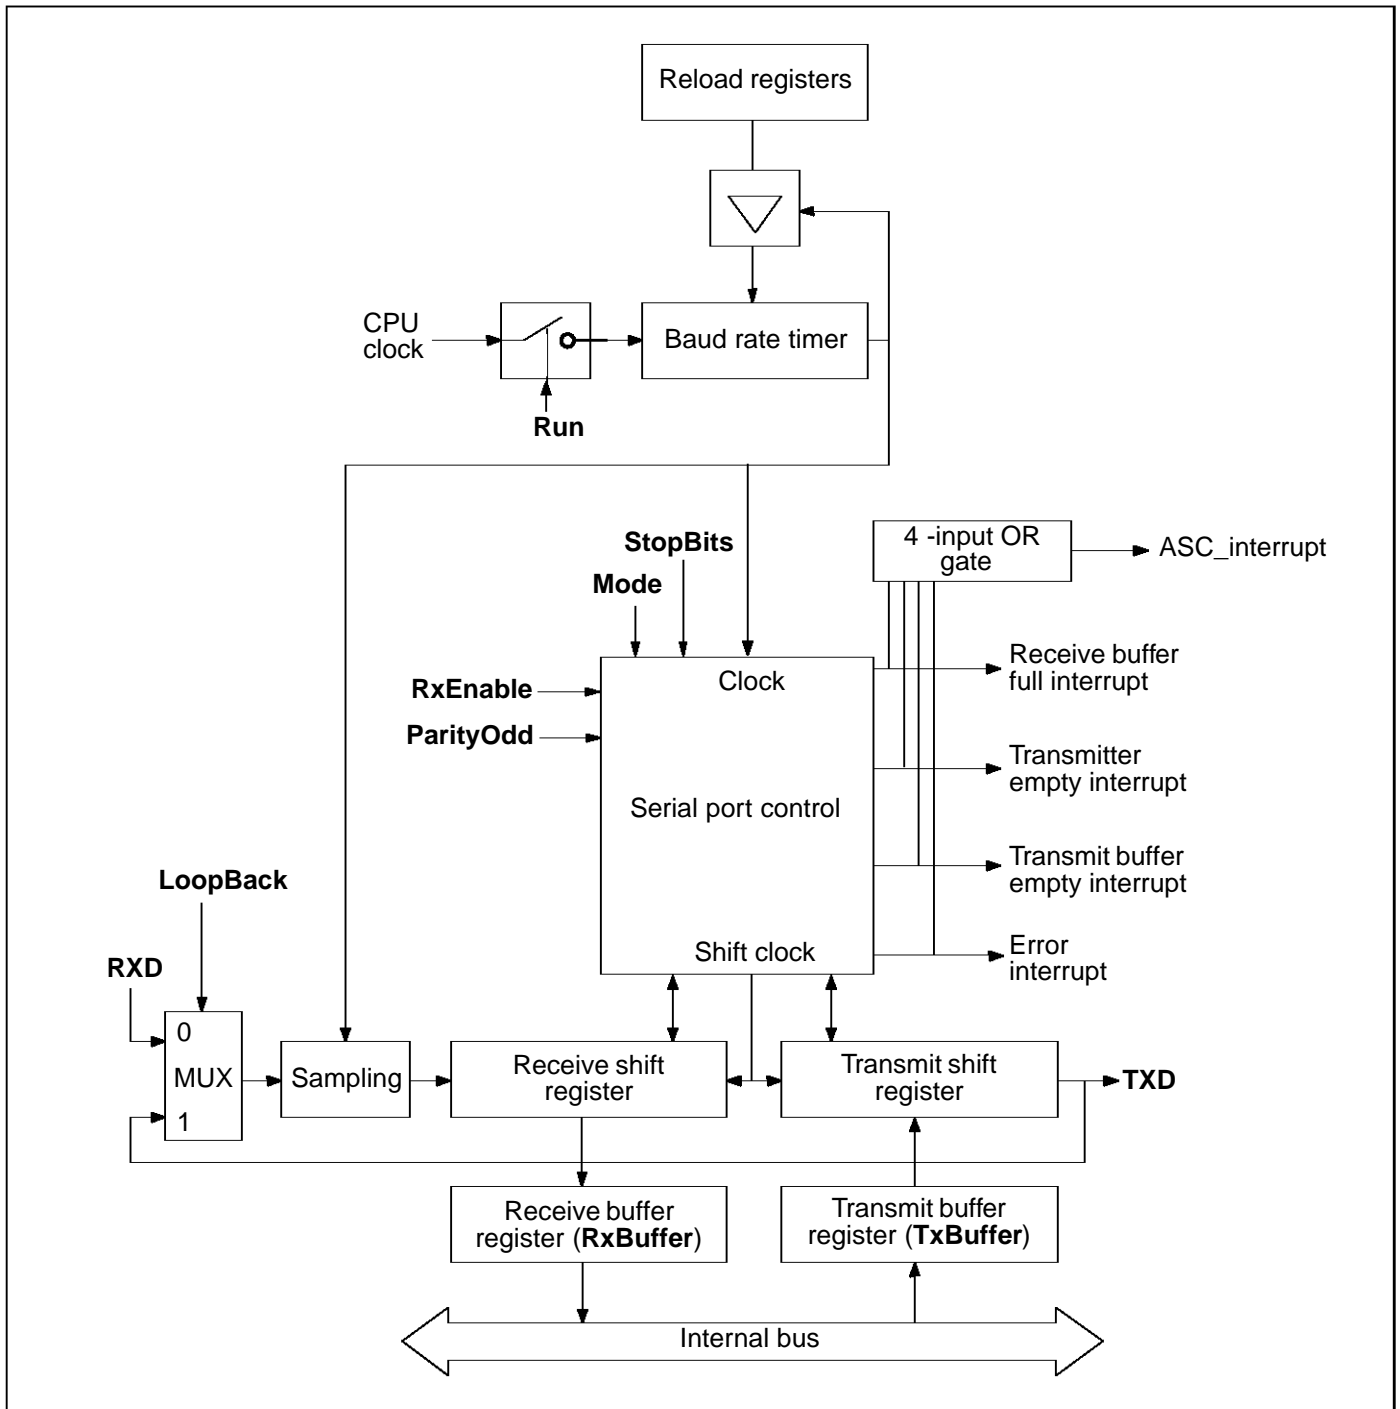 Reload registers
CPU
clock
Baud rate timer
Run
StopBits
Mode
4 -input OR
gate
ASC_interrupt
RxEnable
ParityOdd
Clock
Serial port control
Shift clock
Receive buffer
full interrupt
Transmitter
empty interrupt
Transmit buffer
empty interrupt
Error
interrupt
LoopBack
RXD
0
MUX
1
Sampling
Receive shift
register
Transmit shift
register
TXD
Receive buffer
register (RxBuffer)
Transmit buffer
register (TxBuffer)
Internal bus